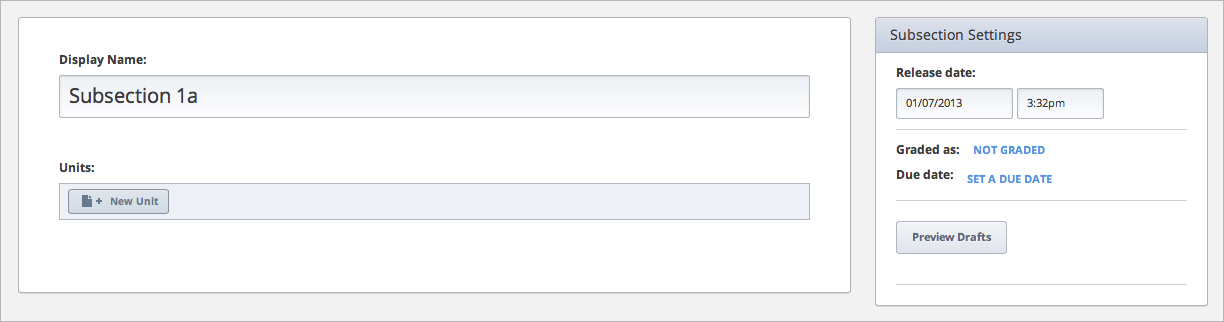 Display Name:
Subsection 1a
Units:
+ New Unit
Subsection Settings
Release date:
01/07/2013 3:32pm
Graded as: NOT GRADED
Due date: SET A DUE DATE
Preview Drafts